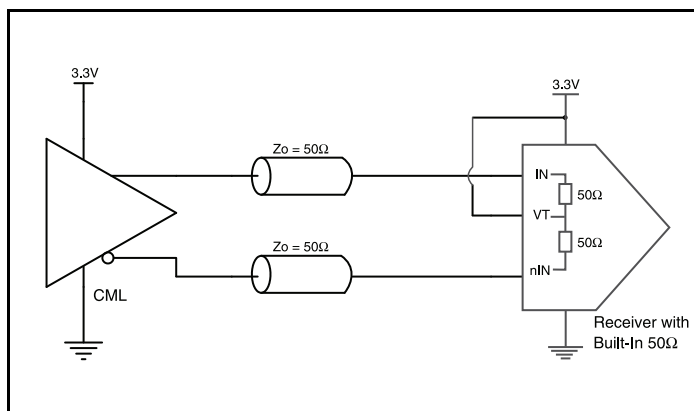 3.3V
3.3V
Zo = 50Ω
IN
50Ω
VT
50Ω
Zo = 50Ω
nIN
CML
Receiver with
Built-In 50Ω